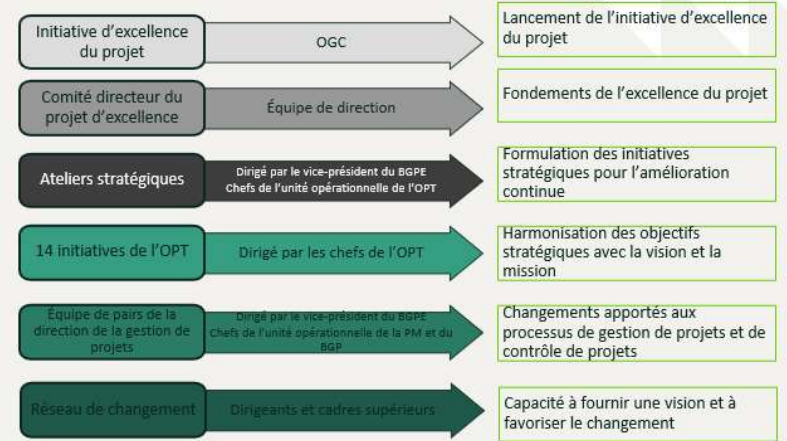 Initiative d'excellence
du projet
OGC
Lancement de l'initiative d'excellence
du projet
Comité directeur du
projet d'excellence
Équipe de direction
Fondements de l'excellence du projet
Ateliers stratégiques
Dirigé par le vice-président du BGPE
Chefs de l'unité opérationnelle de l'OPT
Formulation des initiatives
stratégiques pour l'amélioration
continue
14 initiatives de l'OPT
Dirigé par les chefs de l'OPT
Harmonisation des objectifs
stratégiques avec la vision et la
mission
Équipe de pairs de la
direction de la gestion de
projets
Dirigé par le vice-président du BGPE
Chefs de l'unité opérationnelle de la PM et du
BGP
Changements apportés aux
processus de gestion de projets et de
contrôle de projets
Réseau de changement
Dirigeants et cadres supérieurs
Capacité à fournir une vision et à
favoriser le changement